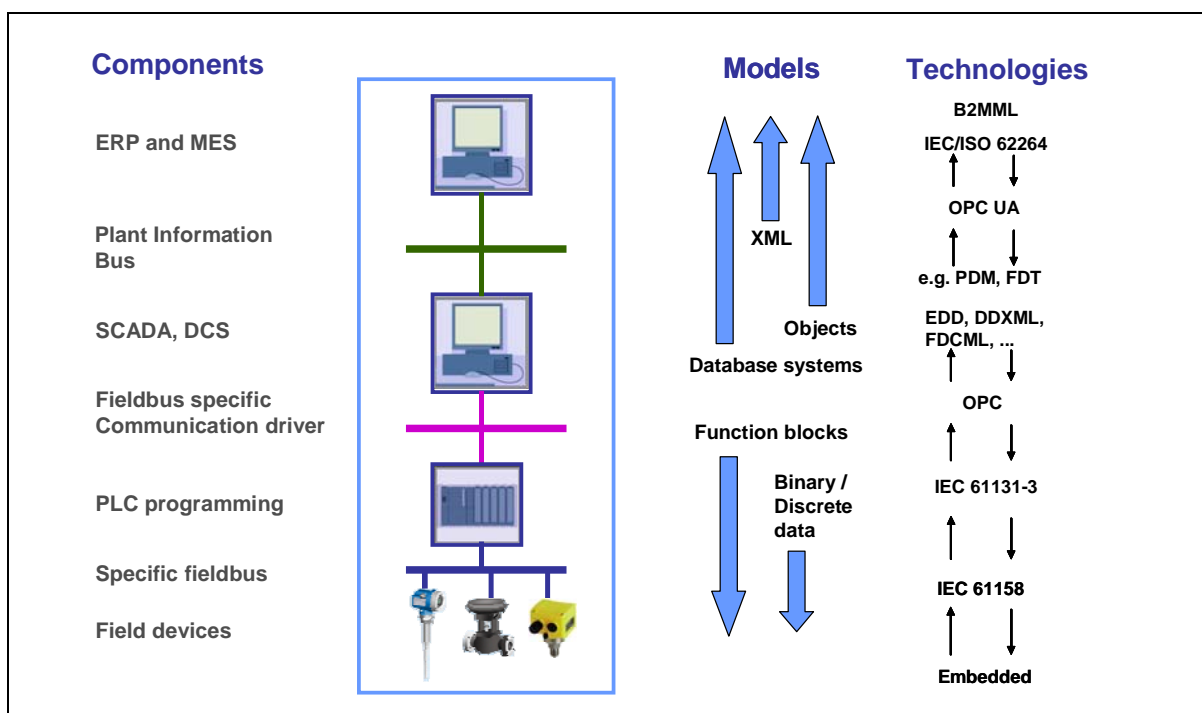 Components
ERP and MES
Plant Information
Bus
SCADA, DCS
Fieldbus specific
Communication driver
PLC programming
Specific fieldbus
Field devices
Models
XML
Objects
Database systems
Function blocks
Binary /
Discrete
data
Technologies
B2MML
IEC/ISO 62264
OPC UA
e.g. PDM, FDT
EDD, DDXML,
FDCML, ...
OPC
IEC 61131-3
IEC 61158
Embedded